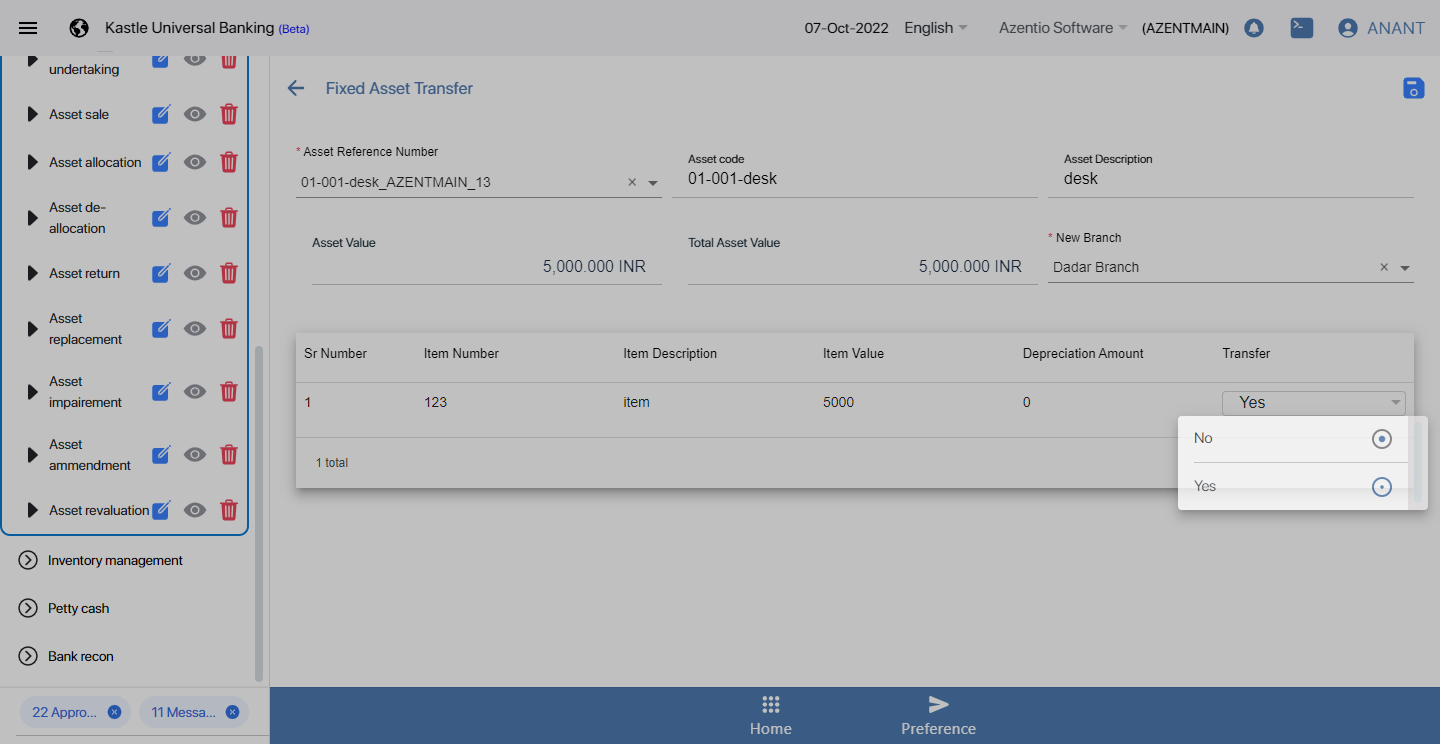 Kastle Universal Banking (Beta)
07-Oct-2022
English
Azentio Software
(AZENTMAIN)
ANANT
undertaking
Asset sale
Asset allocation
Asset de-
allocation
Asset return
Asset
replacement
Asset
impairement
Asset
ammendment
Asset revaluation
Inventory management
Petty cash
Bank recon
22 Appro...
11 Messa...
Fixed Asset Transfer
* Asset Reference Number
01-001-desk_AZENTMAIN_13
Asset code
01-001-desk
Asset Description
desk
Asset Value
5,000.000 INR
Total Asset Value
5,000.000 INR
* New Branch
Dadar Branch
Sr Number Item Number Item Description Item Value Depreciation Amount Transfer
1 123 item 5000 0 Yes
No
Yes
1 total
Home
Preference